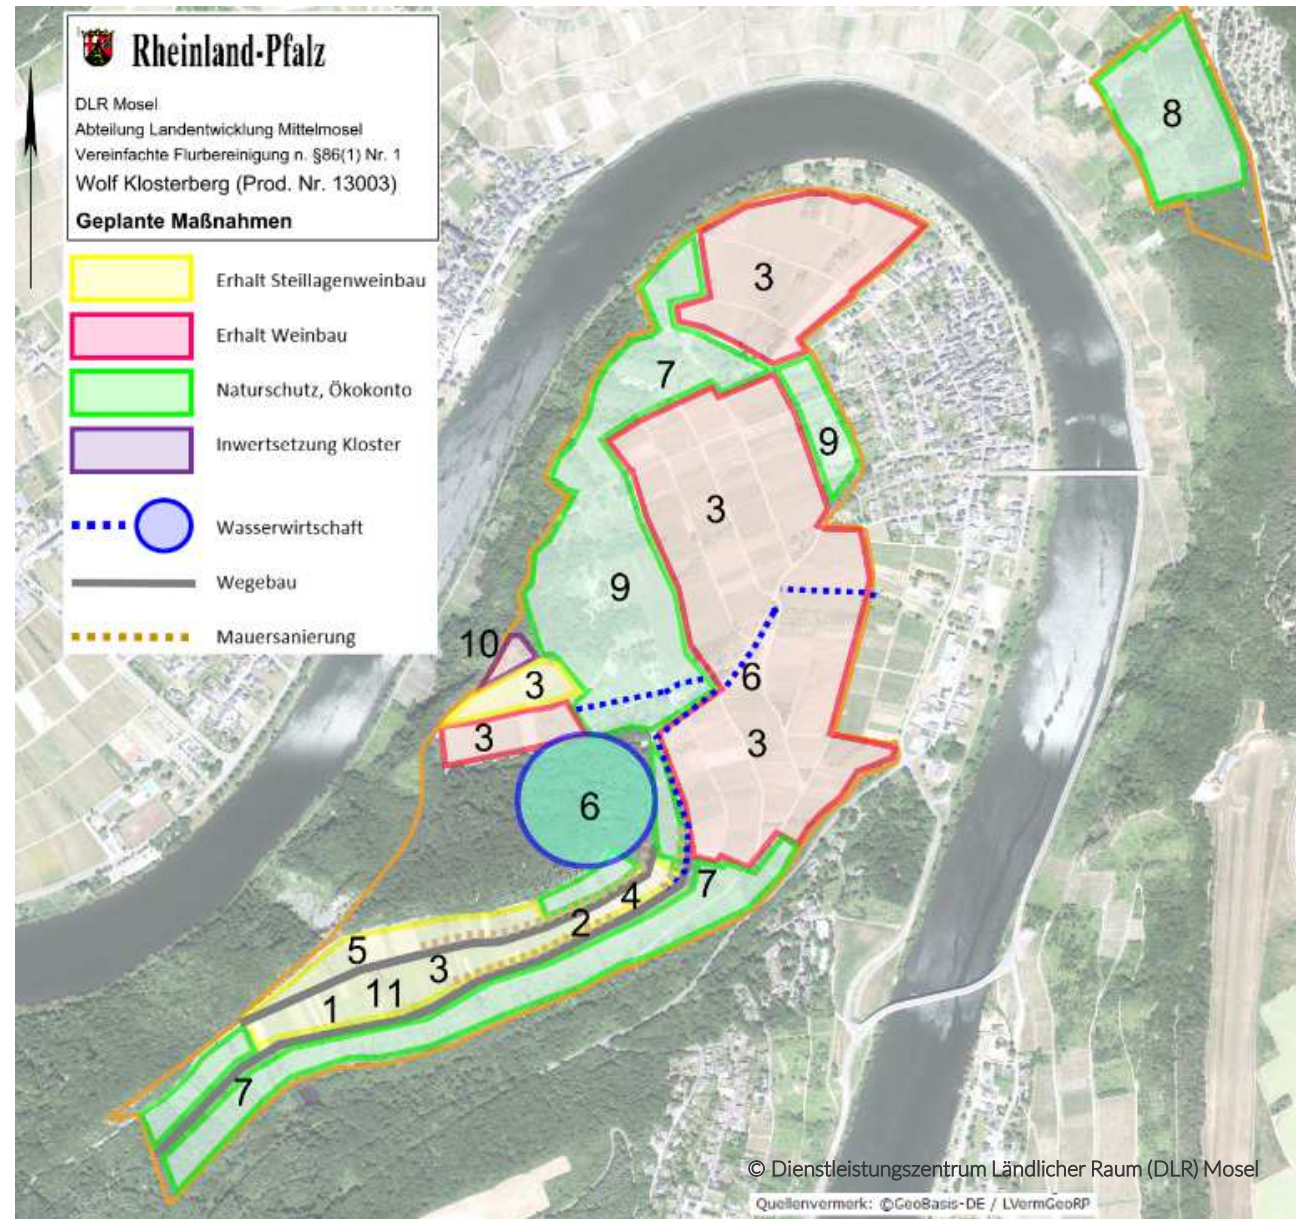 Rheinland-Pfalz
DLR Mosel
Abteilung Landentwicklung Mittelmosel
Vereinfachte Flurbereinigung n. §86(1) Nr. 1
Wolf Klosterberg (Prod. Nr. 13003)
Geplante Maßnahmen
Erhalt Steillagenweinbau
Erhalt Weinbau
Naturschutz, Ökokonto
Inwertsetzung Kloster
Wasserwirtschaft
Wegebau
Mauersanierung
8
3
7
9
3
9
10
3
6
3
3
6
7
4
2
5
3
11
1
7
© Dienstleistungszentrum Ländlicher Raum (DLR) Mosel
Quellenvermerk: ©GeoBasis-DE / LVermGeoRP